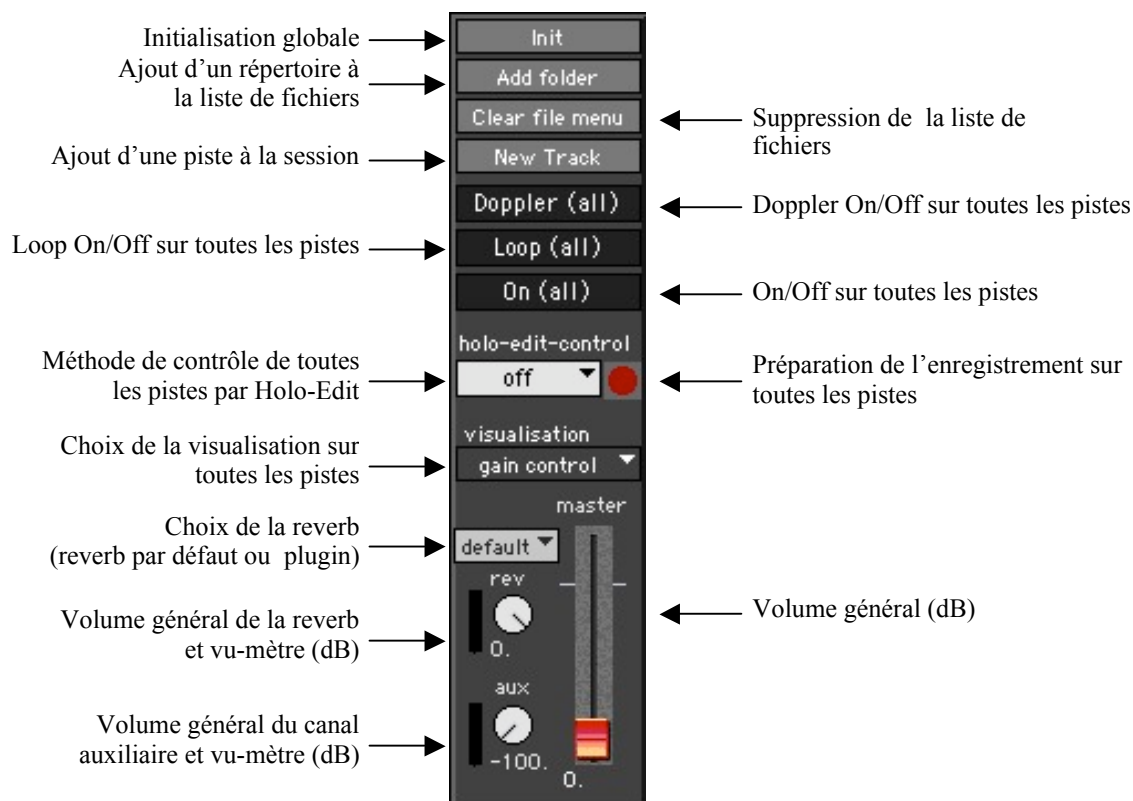 Initialisation globale
Init
Ajout d’un répertoire à
la liste de fichiers
Add folder
Clear file menu
Suppression de la liste de
fichiers
Ajout d’une piste à la session
New Track
Doppler (all)
Doppler On/Off sur toutes les pistes
Loop On/Off sur toutes les pistes
Loop (all)
On (all)
On/Off sur toutes les pistes
holo-edit-control
Méthode de contrôle de toutes
les pistes par Holo-Edit
off
Préparation de l’enregistrement sur
toutes les pistes
visualisation
Choix de la visualisation sur
toutes les pistes
gain control
master
Choix de la reverb
(reverb par défaut ou plugin)
default
rev
Volume général de la reverb
et vu-mètre (dB)
0.
Volume général (dB)
aux
Volume général du canal
auxiliaire et vu-mètre (dB)
-100.
0.